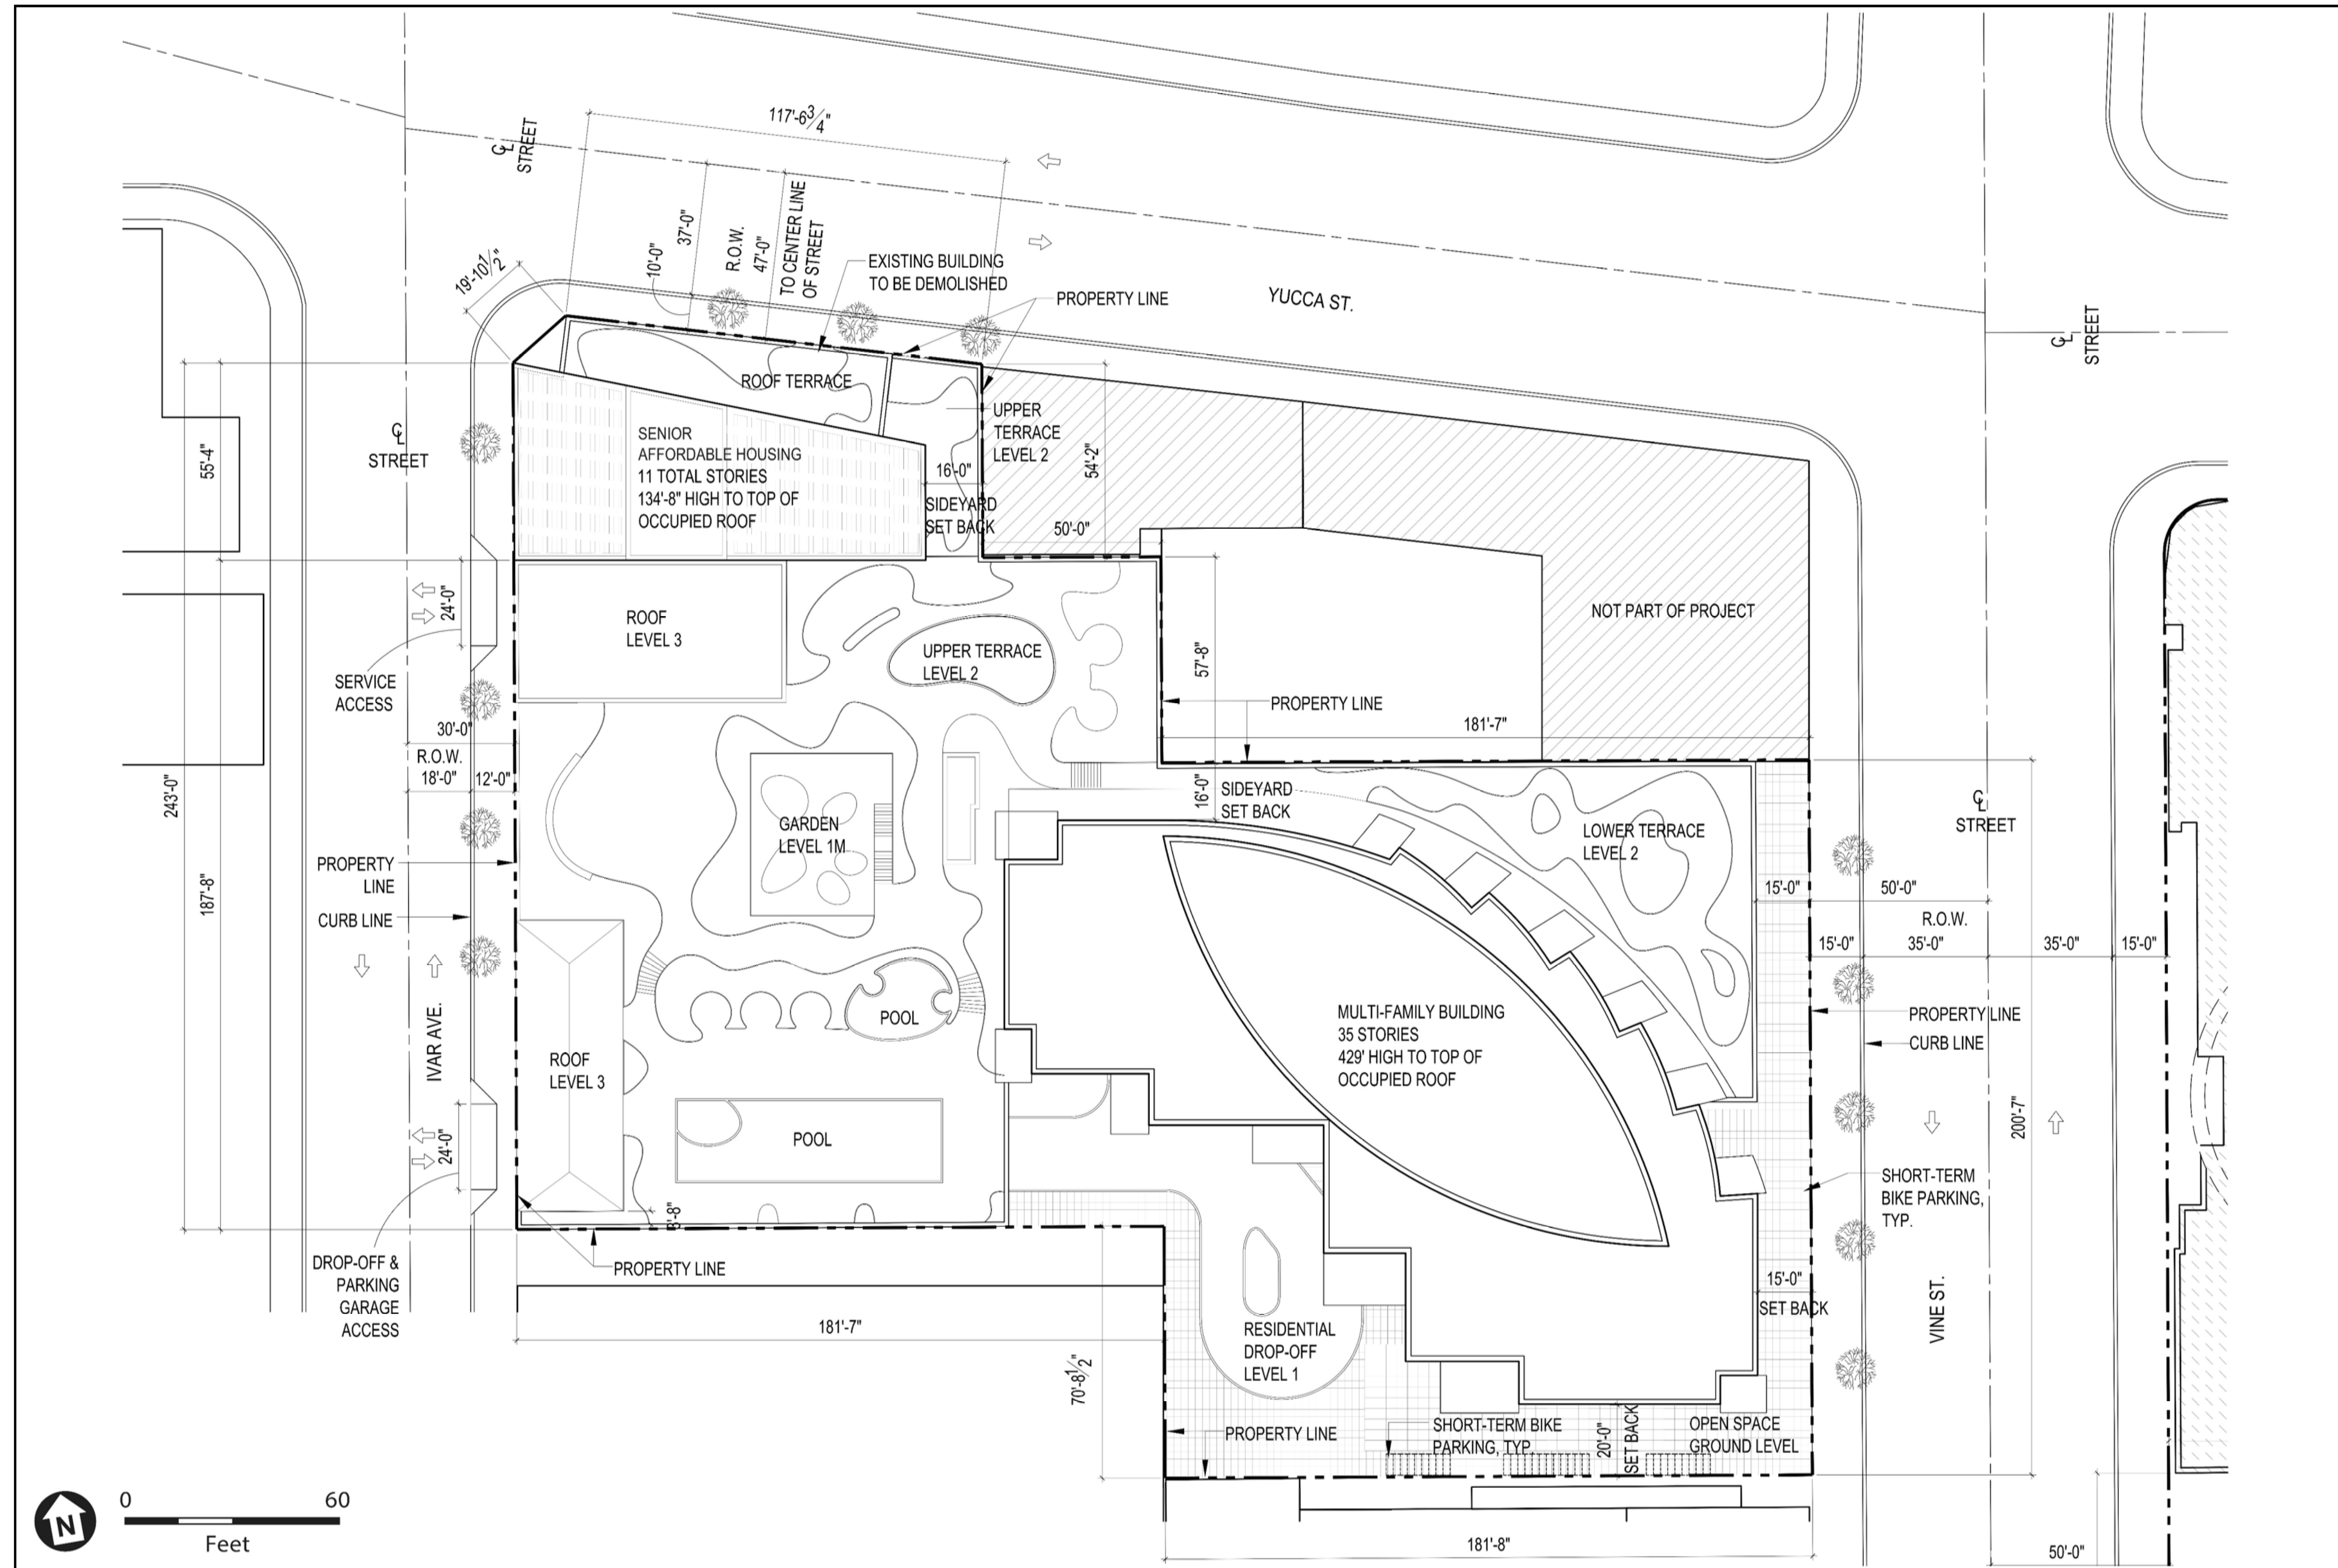 117'-6 3/4"
℄
STREET
19'-10 1/2"
10'-0"
37'-0"
R.O.W.
47'-0"
TO CENTER LINE
OF STREET
EXISTING BUILDING
TO BE DEMOLISHED
PROPERTY LINE
YUCCA ST.
℄
STREET
ROOF TERRACE
UPPER
TERRACE
LEVEL 2
SENIOR
AFFORDABLE HOUSING
11 TOTAL STORIES
134'-8" HIGH TO TOP OF
OCCUPIED ROOF
16'-0"
SIDEYARD
SET BACK
54'-2"
50'-0"
℄
STREET
55'-4"
243'-0"
187'-8"
24'-0"
SERVICE
ACCESS
ROOF
LEVEL 3
UPPER TERRACE
LEVEL 2
57'-8"
NOT PART OF PROJECT
PROPERTY LINE
181'-7"
30'-0"
R.O.W.
18'-0"
12'-0"
16'-0"
SIDEYARD
SET BACK
GARDEN
LEVEL 1M
LOWER TERRACE
LEVEL 2
℄
STREET
PROPERTY
LINE
CURB LINE
15'-0"
50'-0"
R.O.W.
15'-0"
35'-0"
35'-0"
15'-0"
IVAR AVE.
POOL
MULTI-FAMILY BUILDING
35 STORIES
429' HIGH TO TOP OF
OCCUPIED ROOF
PROPERTY LINE
CURB LINE
ROOF
LEVEL 3
POOL
24'-0"
200'-7"
SHORT-TERM
BIKE PARKING,
TYP.
DROP-OFF &
PARKING
GARAGE
ACCESS
PROPERTY LINE
181'-7"
15'-0"
SET BACK
VINE ST.
RESIDENTIAL
DROP-OFF
LEVEL 1
70'-8 1/2"
PROPERTY LINE
SHORT-TERM BIKE
PARKING, TYP
20'-0"
SET BACK
OPEN SPACE
GROUND LEVEL
181'-8"
50'-0"
N
0 60
Feet